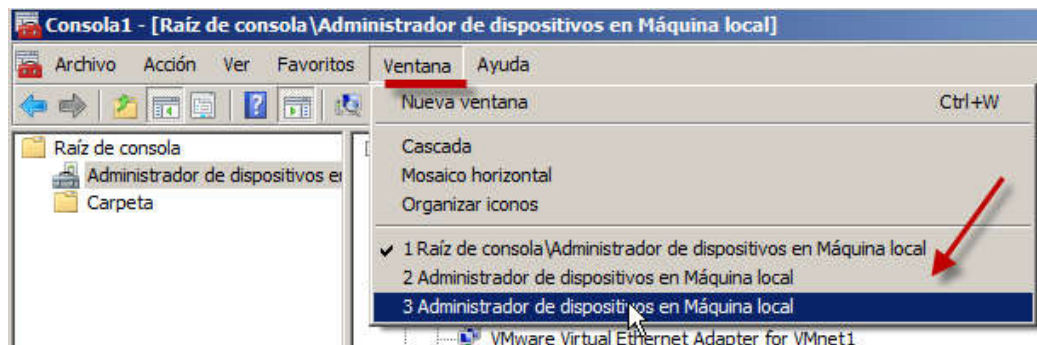 Consola1 - [Raíz de consola\Administrador de dispositivos en Máquina local]
Archivo Acción Ver Favoritos Ventana Ayuda
Nueva ventana Ctrl+W
Raíz de consola
Administrador de dispositivos en
Carpeta
Cascada
Mosaico horizontal
Organizar iconos
1 Raíz de consola\Administrador de dispositivos en Máquina local
2 Administrador de dispositivos en Máquina local
3 Administrador de dispositivos en Máquina local
VMware Virtual Ethernet Adapter for VMnet1